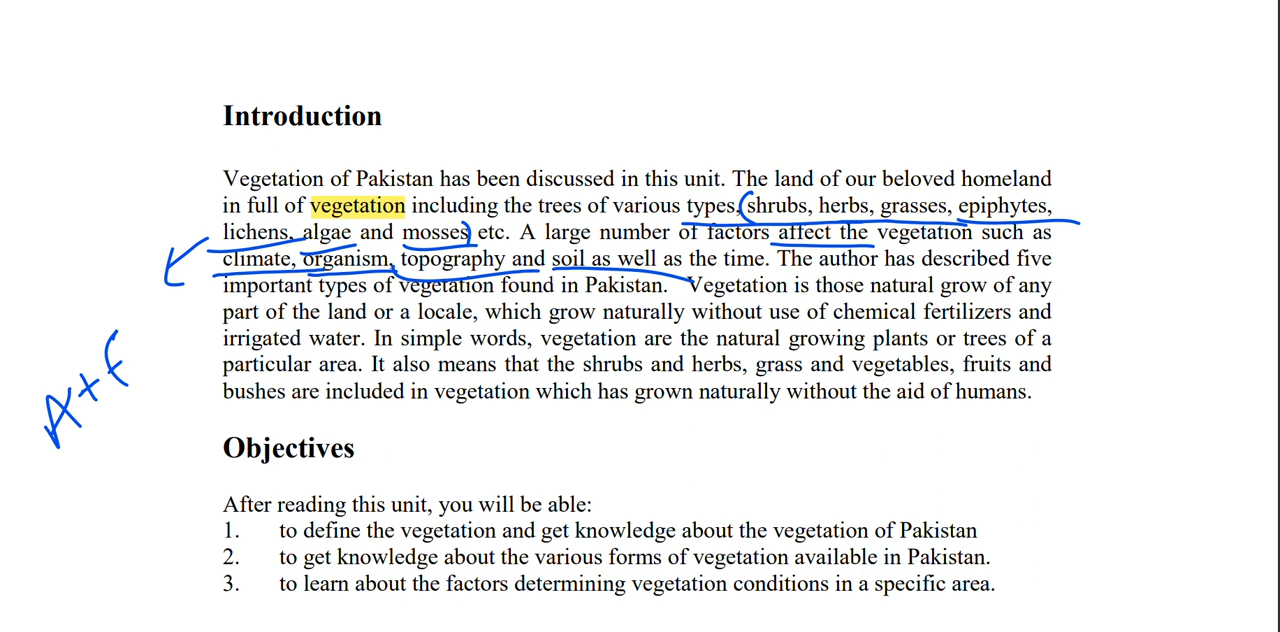 Introduction
Vegetation of Pakistan has been discussed in this unit. The land of our beloved homeland
in full of vegetation including the trees of various types, (shrubs, herbs, grasses, epiphytes,
lichens, algae and mosses) etc. A large number of factors affect the vegetation such as
climate, organism, topography and soil as well as the time. The author has described five
important types of vegetation found in Pakistan. Vegetation is those natural grow of any
part of the land or a locale, which grow naturally without use of chemical fertilizers and
irrigated water. In simple words, vegetation are the natural growing plants or trees of a
particular area. It also means that the shrubs and herbs, grass and vegetables, fruits and
bushes are included in vegetation which has grown naturally without the aid of humans.
Objectives
After reading this unit, you will be able:
1. to define the vegetation and get knowledge about the vegetation of Pakistan
2. to get knowledge about the various forms of vegetation available in Pakistan.
3. to learn about the factors determining vegetation conditions in a specific area.